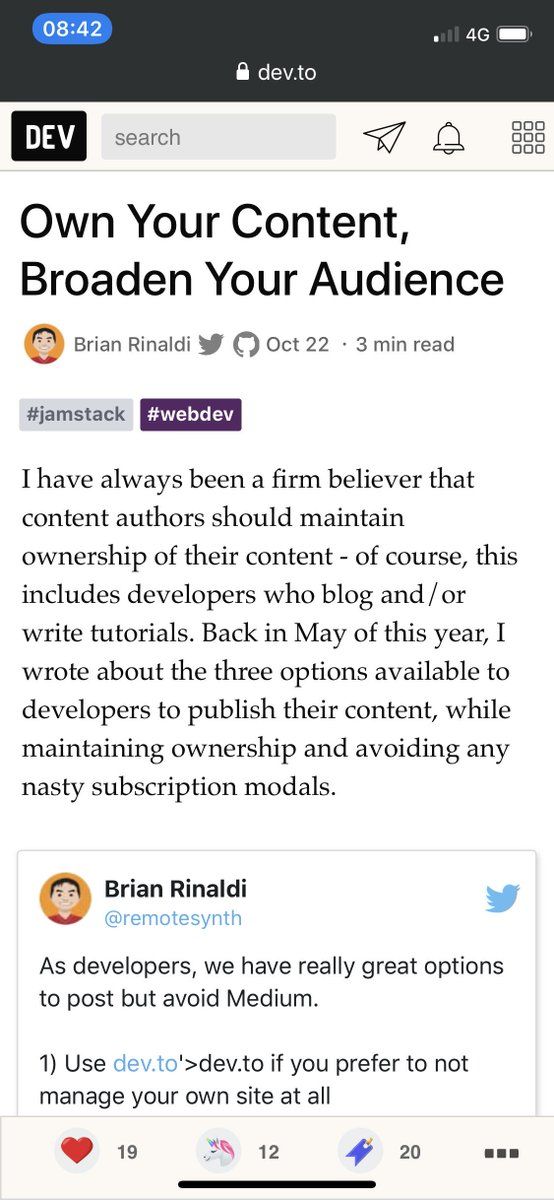 08:42
4G
dev.to
DEV
search
Own Your Content,
Broaden Your Audience
Brian Rinaldi Oct 22 · 3 min read
#jamstack #webdev
I have always been a firm believer that
content authors should maintain
ownership of their content - of course, this
includes developers who blog and/or
write tutorials. Back in May of this year, I
wrote about the three options available to
developers to publish their content, while
maintaining ownership and avoiding any
nasty subscription modals.
Brian Rinaldi
@remotesynth
As developers, we have really great options
to post but avoid Medium.
1) Use dev.to'>dev.to if you prefer to not
manage your own site at all
19 12 20